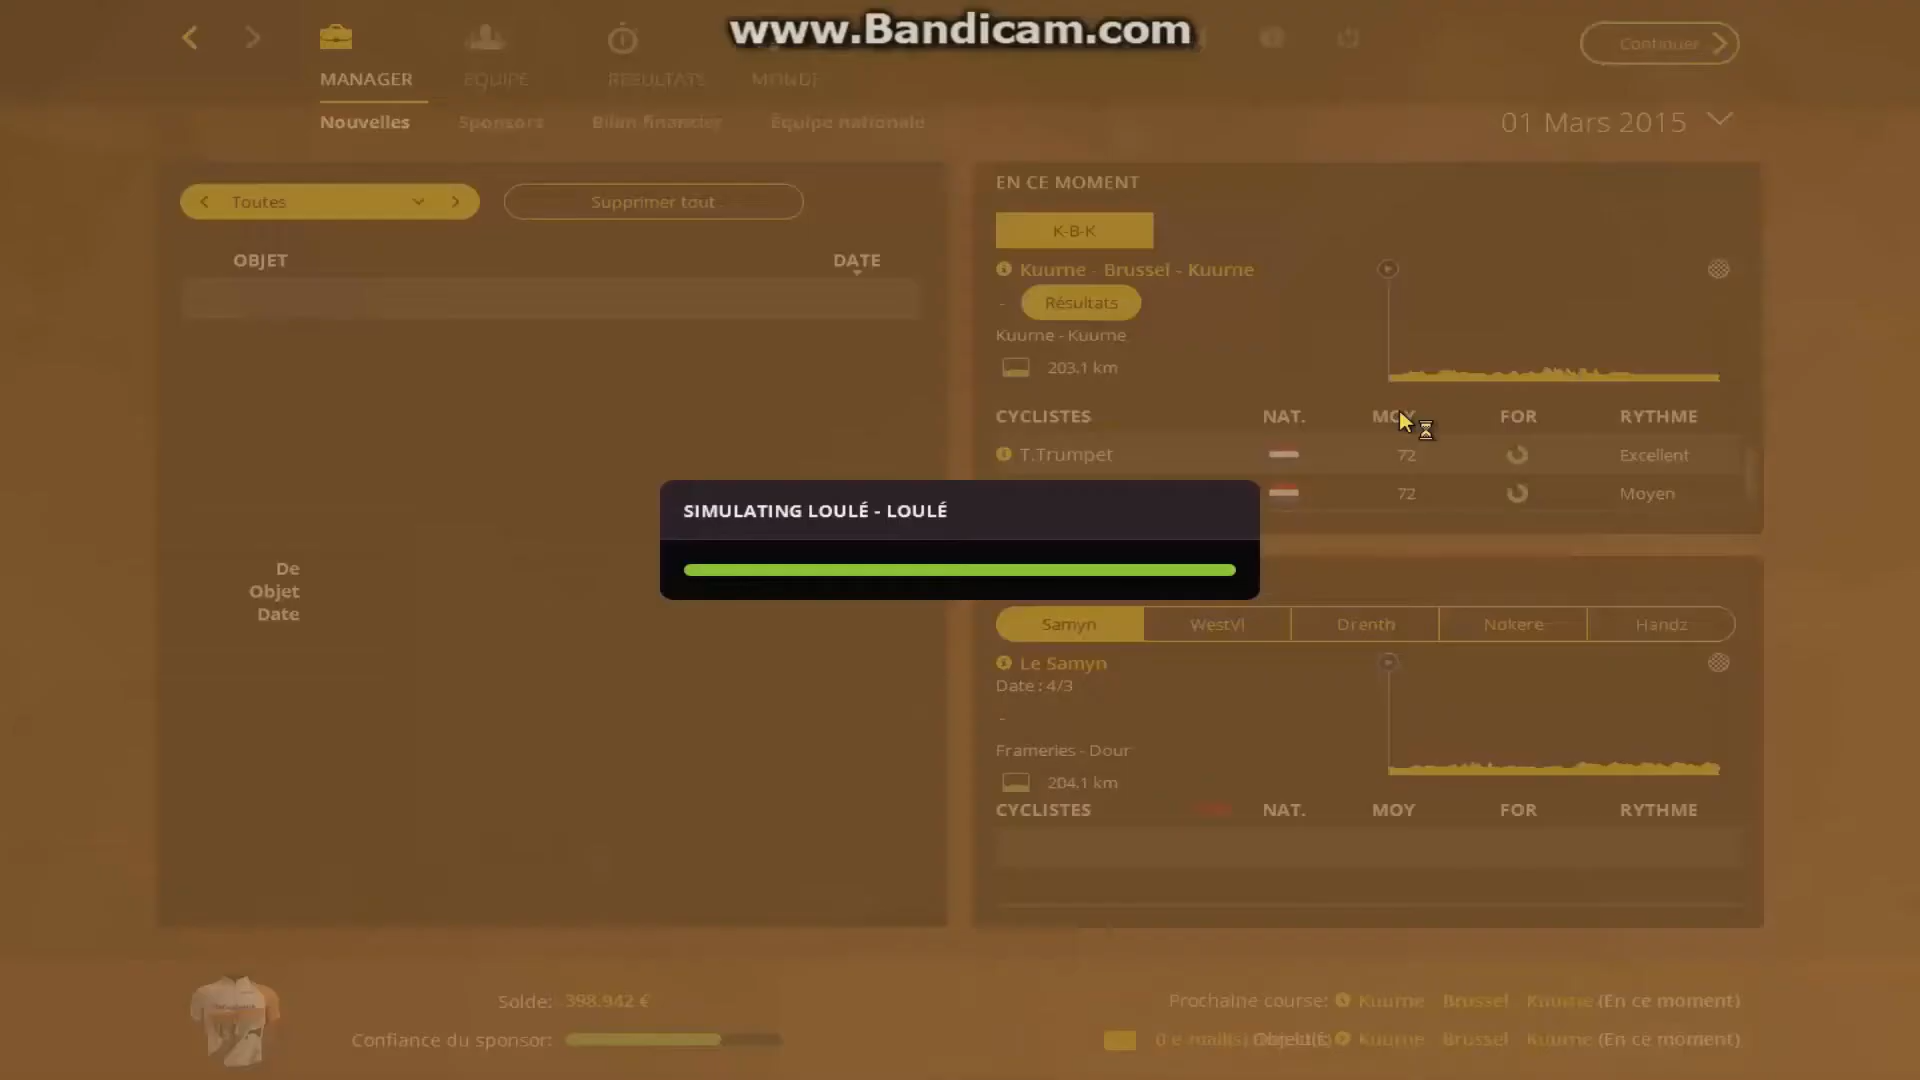 www.Bandicam.com
Continuer
MANAGER EQUIPE RESULTATS MONDE
Nouvelles Sponsors Bilan financier Equipe nationale
01 Mars 2015
Toutes Supprimer tout
OBJET DATE
De
Objet
Date
EN CE MOMENT
K-B-K
Kuurne - Brussel - Kuurne
- Résultats
Kuurne - Kuurne
203.1 km
CYCLISTES NAT. MOY FOR RYTHME
T.Trumpet 72 Excellent
72 Moyen
SIMULATING LOULÉ - LOULÉ
Samyn WestVl Drenth Nokere Handz
Le Samyn
Date : 4/3
-
Frameries - Dour
204.1 km
CYCLISTES NAT. MOY FOR RYTHME
Solde: 398.942 €
Confiance du sponsor:
Prochaine course: Kuurne - Brussel - Kuurne (En ce moment)
Kuurne - Brussel - Kuurne (En ce moment)